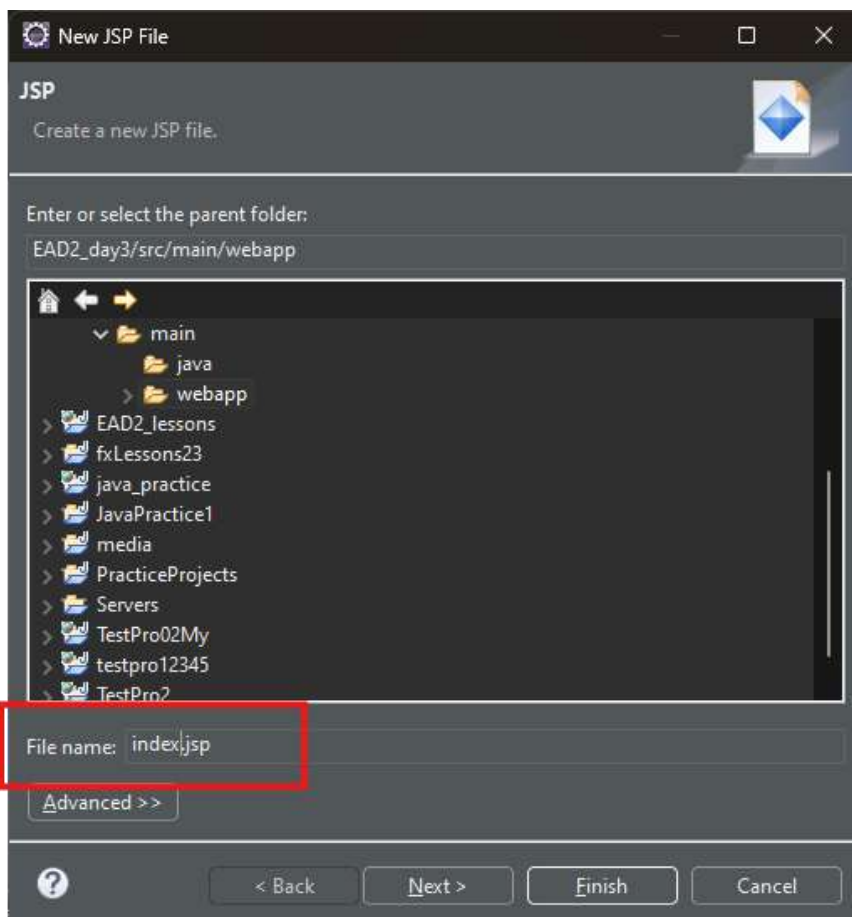 New JSP File
JSP
Create a new JSP file.
Enter or select the parent folder:
EAD2_day3/src/main/webapp
main
java
webapp
EAD2_lessons
fxLessons23
java_practice
JavaPractice1
media
PracticeProjects
Servers
TestPro02My
testpro12345
TestPro2
File name: index.jsp
Advanced >>
? < Back Next > Finish Cancel